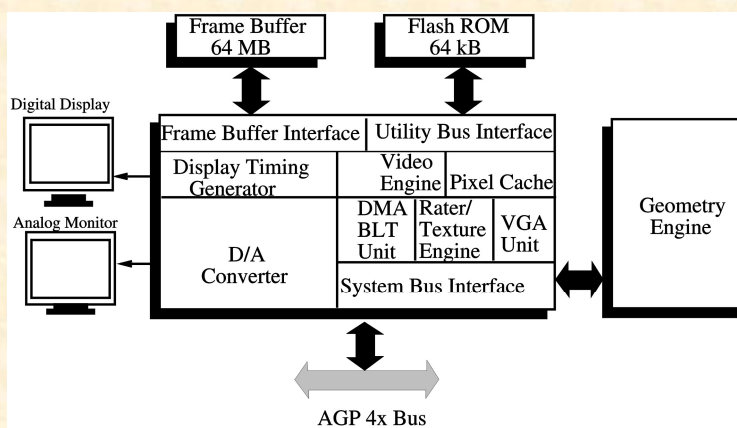 Frame Buffer
64 MB
Flash ROM
64 kB
Digital Display
Frame Buffer Interface
Utility Bus Interface
Display Timing
Generator
Video
Engine
Pixel Cache
Analog Monitor
D/A
Converter
DMA
BLT
Unit
Rater/
Texture
Engine
VGA
Unit
System Bus Interface
Geometry
Engine
AGP 4x Bus